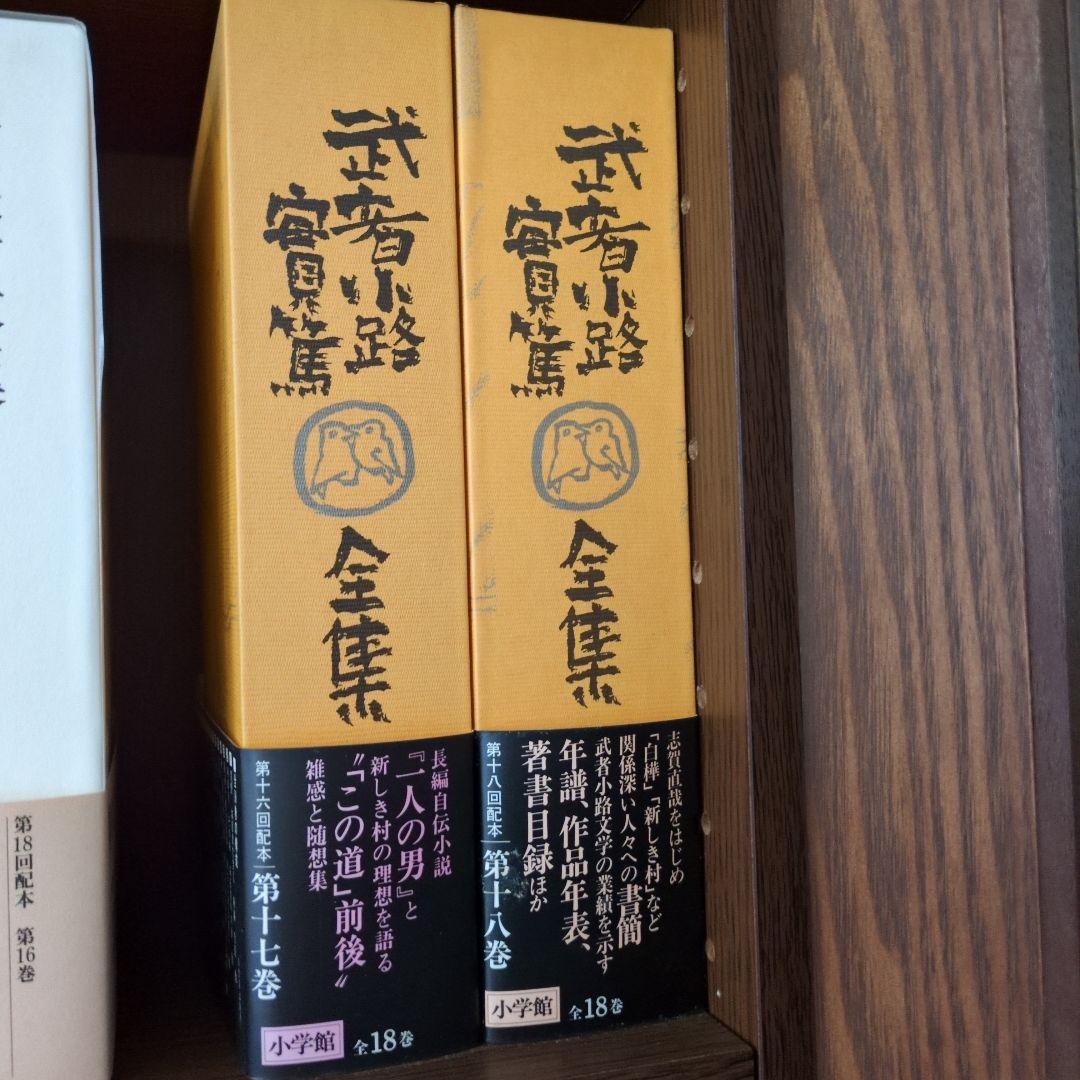 第18回配本 第16巻
武者小路
實篤
全集
長編自伝小説
『一人の男』と
新しき村の理想を語る
〝「この道」前後〟
雑感と随想集
第十六回配本 第十七巻
小学館 全18巻
武者小路
實篤
全集
志賀直哉をはじめ
「白樺」「新しき村」など
関係深い人々への書簡
武者小路文学の業績を示す
年譜、作品年表、
著書目録ほか
第十八回配本 第十八巻
小学館 全18巻